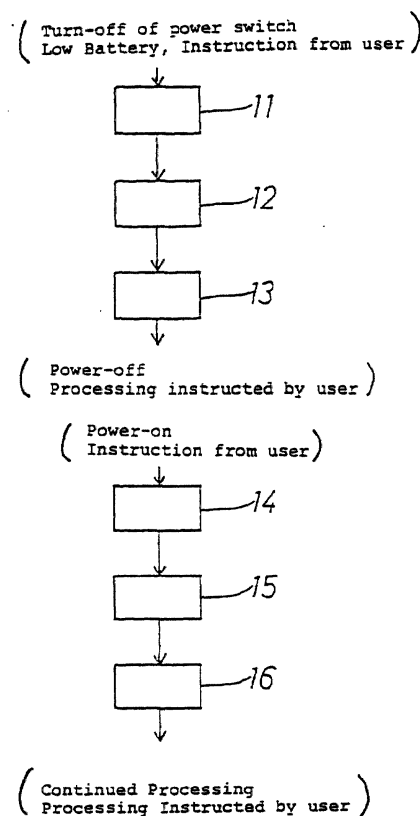 ( Turn-off of power switch
Low Battery, Instruction from user )
11
12
13
( Power-off
Processing instructed by user )
( Power-on
Instruction from user )
14
15
16
( Continued Processing
Processing Instructed by user )